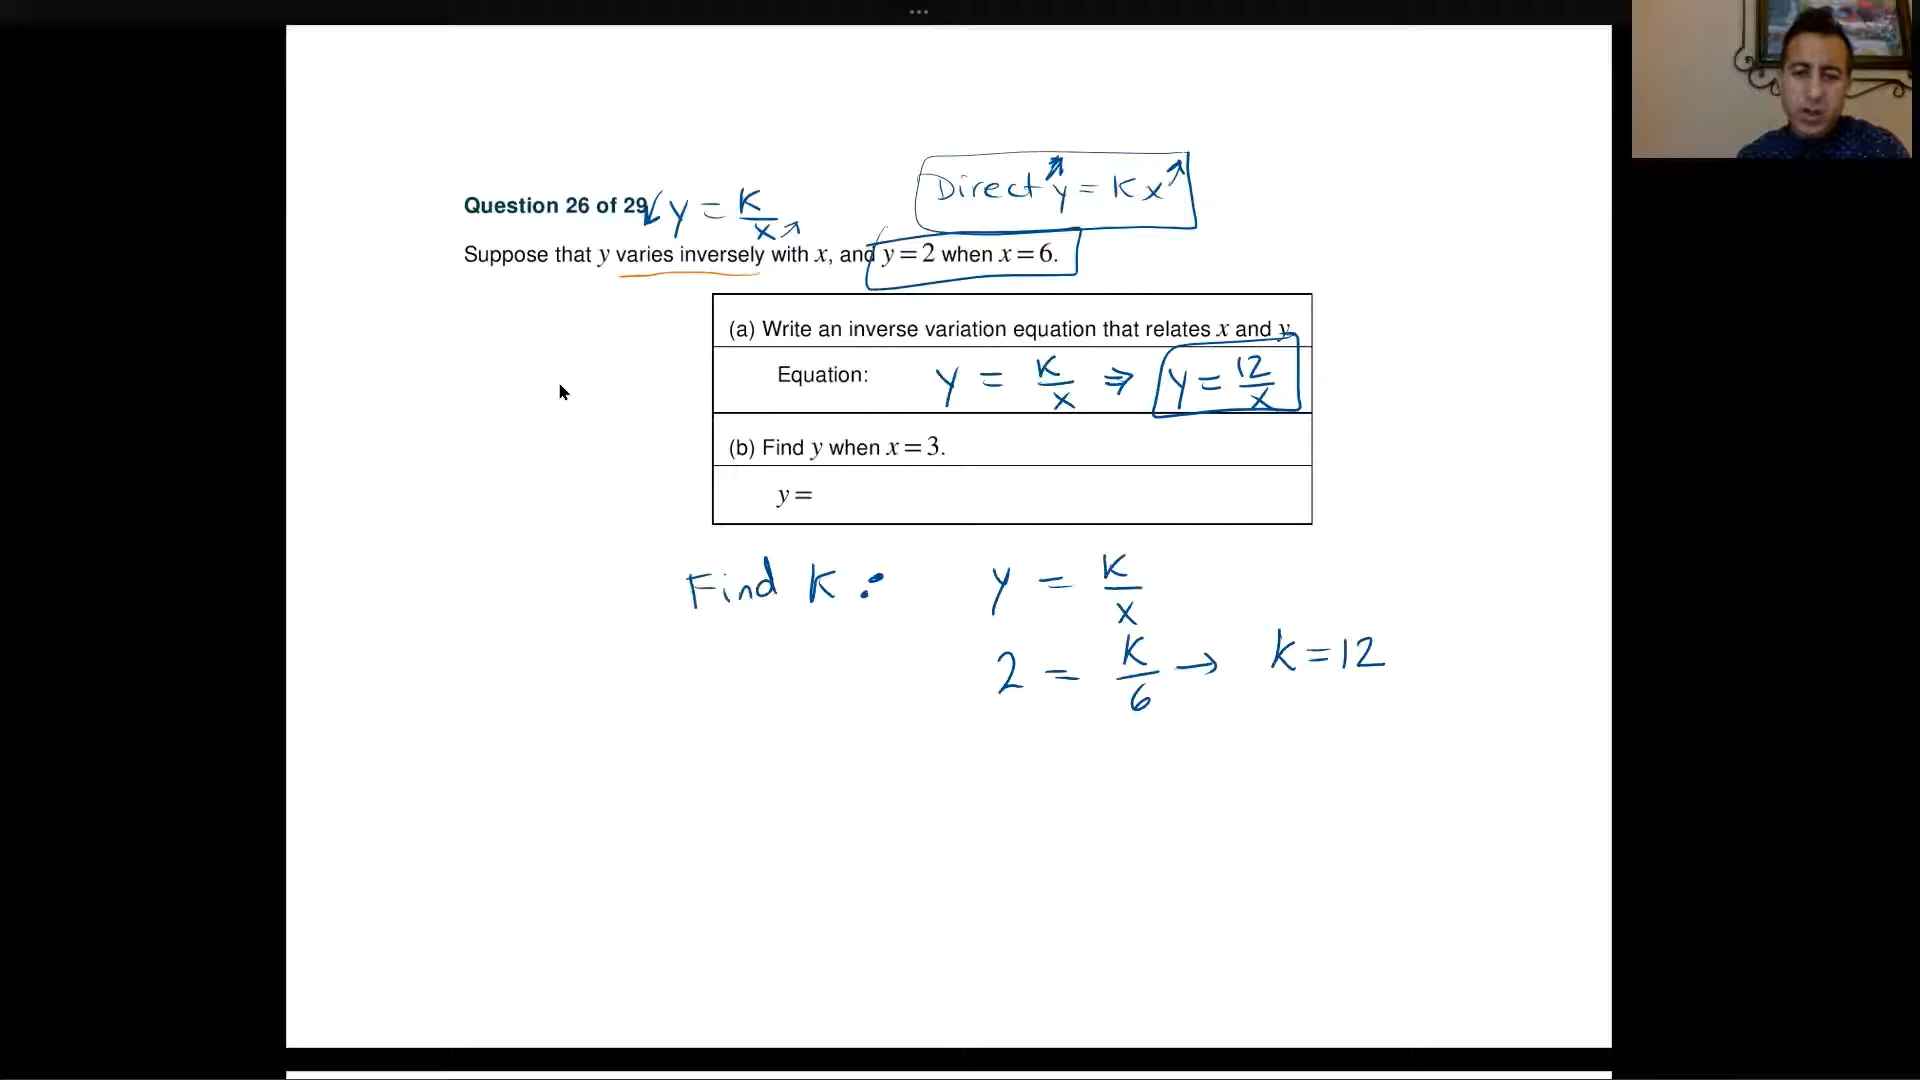 Direct y = kx
Question 26 of 29 y = k/x
Suppose that y varies inversely with x, and y = 2 when x = 6.
(a) Write an inverse variation equation that relates x and y.
Equation: y = k/x ⇒ y = 12/x
(b) Find y when x = 3.
y =
Find k : y = k/x
2 = k/6 → k = 12